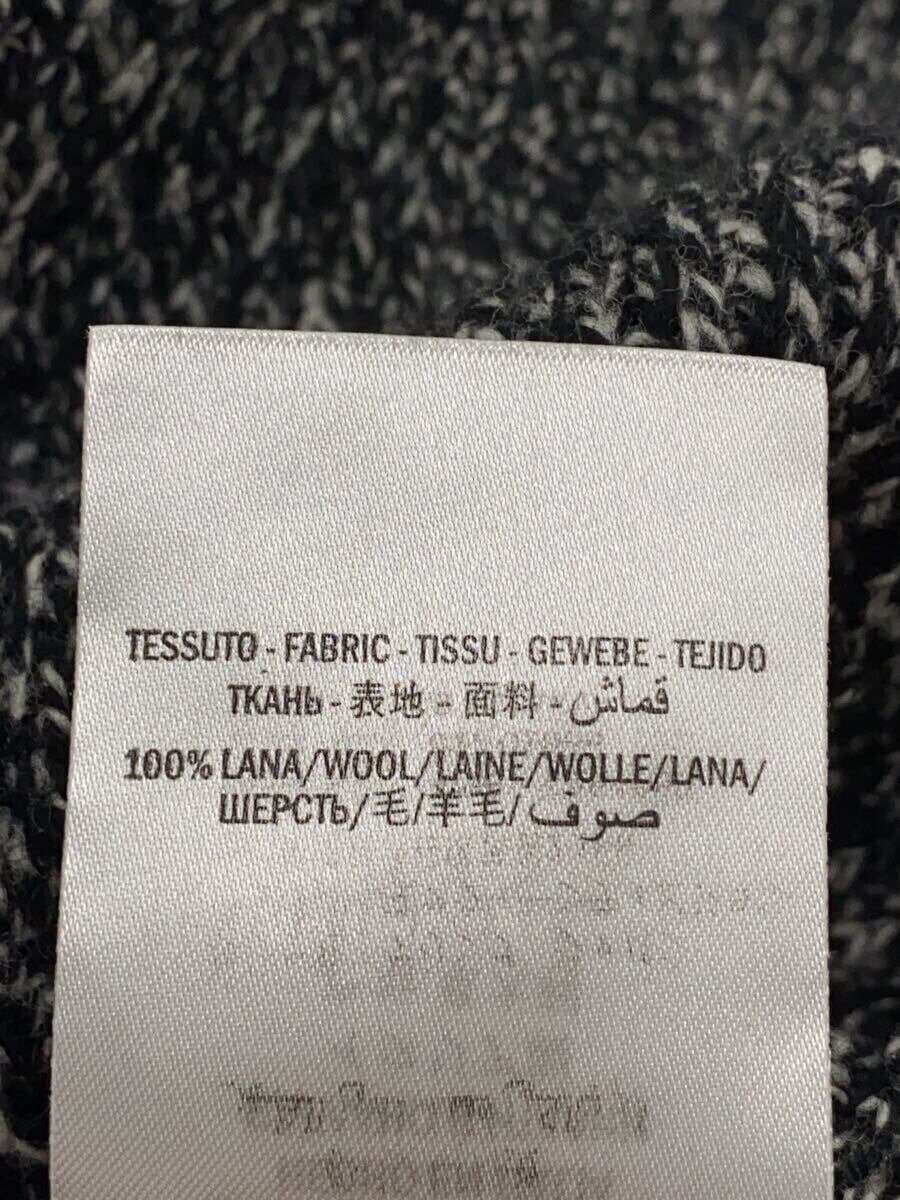 TESSUTO - FABRIC - TISSU - GEWEBE - TEJIDO
ТКАНЬ - 表地 - 面料 - قماش
100% LANA/WOOL/LAINE/WOLLE/LANA/
ШЕРСТЬ/毛/羊毛/صوف